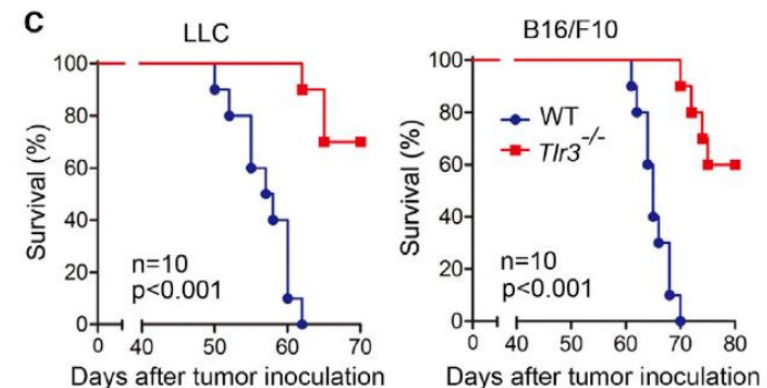 C
LLC
Survival (%)
100
80
60
40
20
0
n=10
p<0.001
0 40 50 60 70
Days after tumor inoculation
B16/F10
Survival (%)
100
80
60
40
20
0
WT
Tlr3-/-
n=10
p<0.001
0 40 50 60 70 80
Days after tumor inoculation